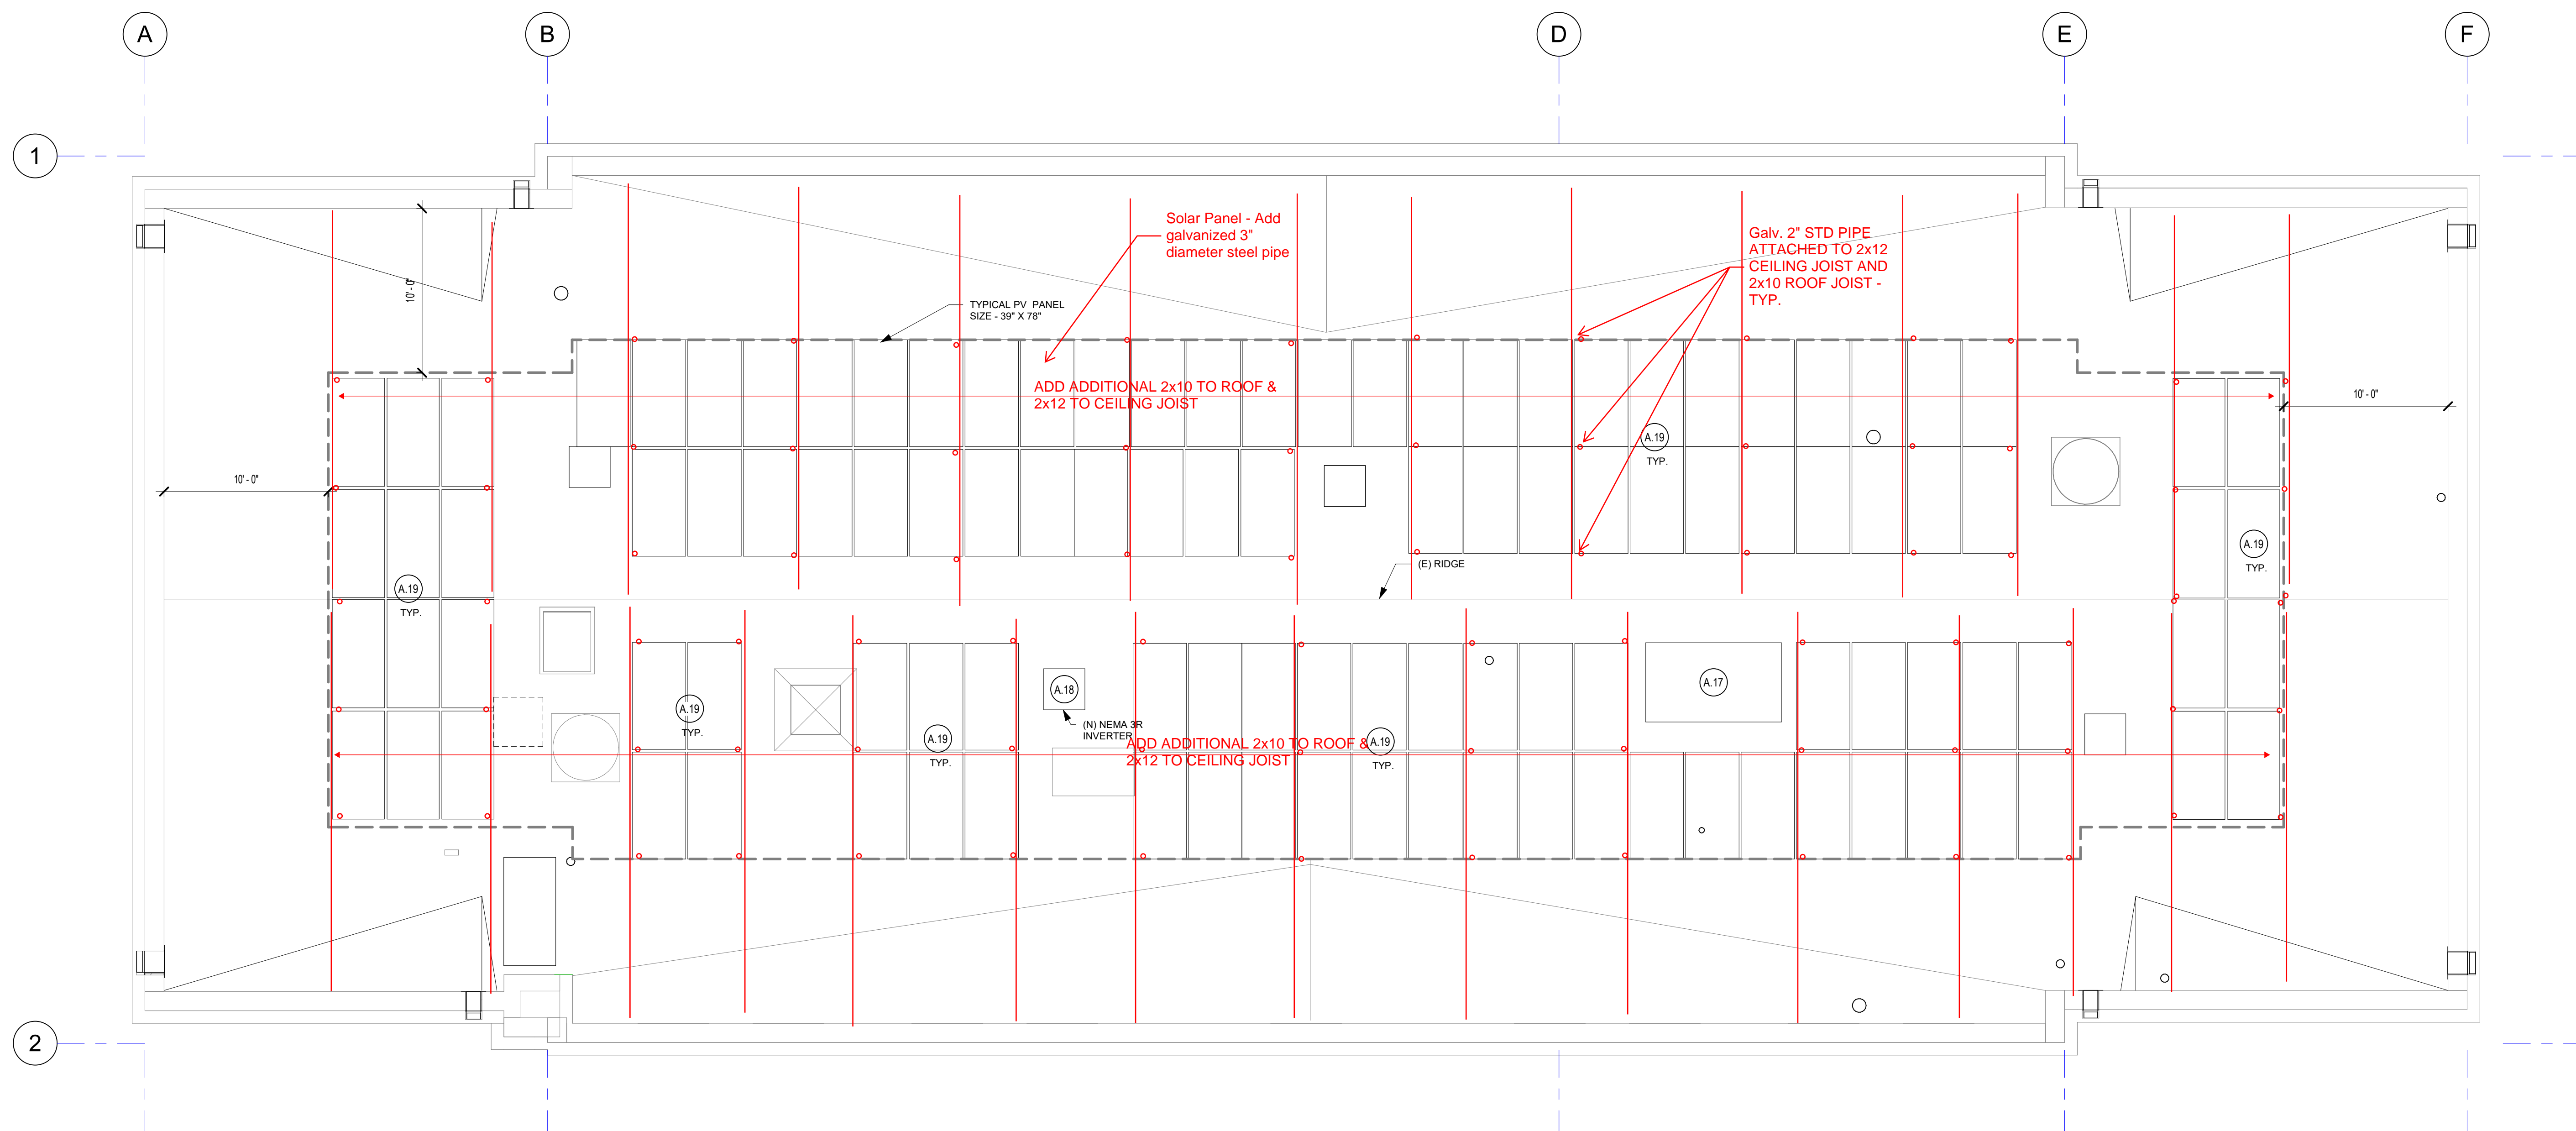 A
B
D
E
F
1
Solar Panel - Add
galvanized 3"
diameter steel pipe
Galv. 2" STD PIPE
ATTACHED TO 2x12
CEILING JOIST AND
2x10 ROOF JOIST -
TYP.
10' - 0"
TYPICAL PV PANEL
SIZE - 39" X 78"
ADD ADDITIONAL 2x10 TO ROOF &
2x12 TO CEILING JOIST
10' - 0"
A.19
TYP.
10' - 0"
A.19
TYP.
(E) RIDGE
A.19
TYP.
A.18
A.17
A.19
TYP.
(N) NEMA 3R
INVERTER
A.19
TYP.
ADD ADDITIONAL 2x10 TO ROOF &
2x12 TO CEILING JOIST
A.19
TYP.
2